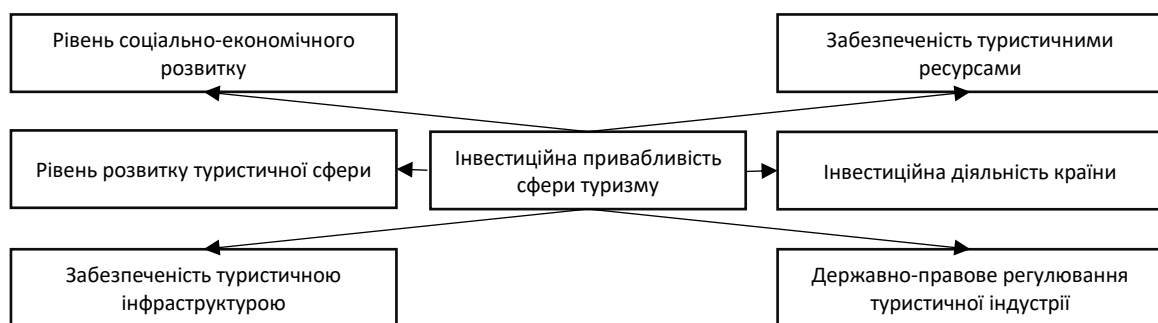 Рівень соціально-економічного
розвитку
Забезпеченість туристичними
ресурсами
Рівень розвитку туристичної сфери
Інвестиційна привабливість
сфери туризму
Інвестиційна діяльність країни
Забезпеченість туристичною
інфраструктурою
Державно-правове регулювання
туристичної індустрії